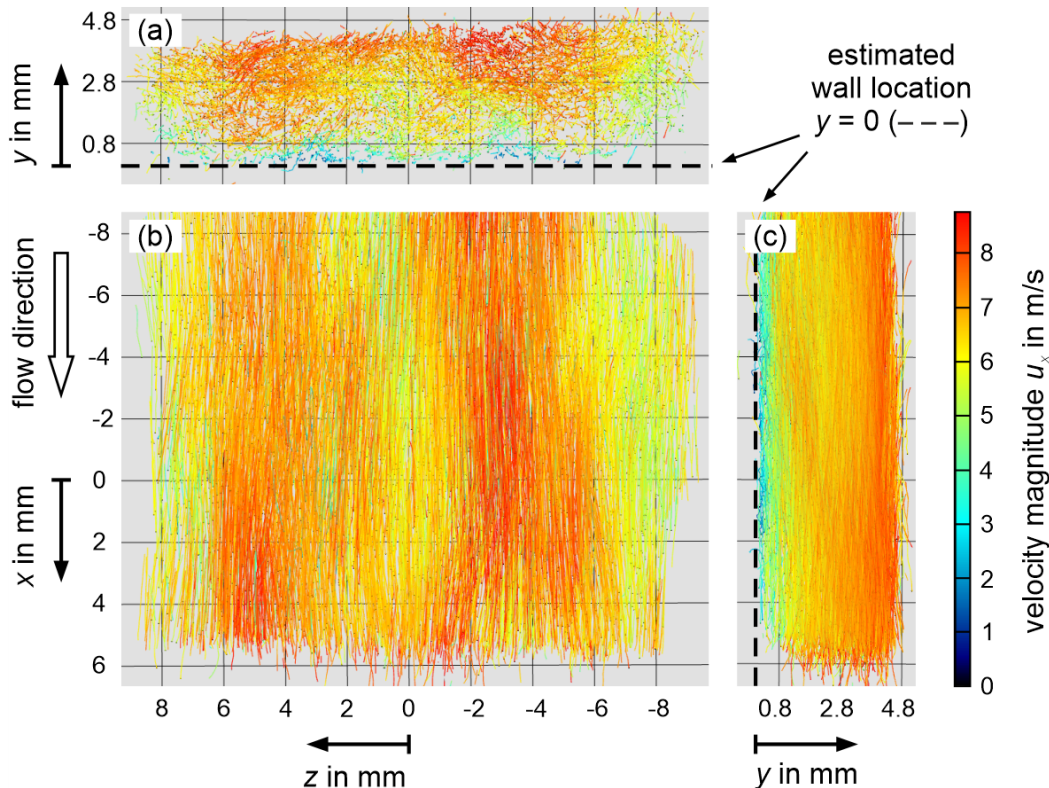 (a)
4.8
2.8
0.8
y in mm
estimated
wall location
y = 0 (– – –)
(b)
-8
-6
-4
-2
0
2
4
6
flow direction
x in mm
8 6 4 2 0 -2 -4 -6 -8
z in mm
(c)
0.8 2.8 4.8
y in mm
8
7
6
5
4
3
2
1
0
velocity magnitude uₓ in m/s